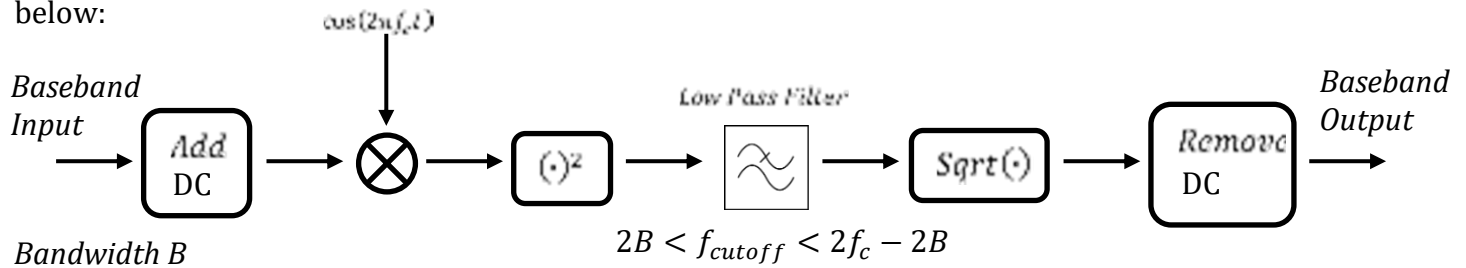 below:
cos(2πf_c t)
Baseband
Input
Add
DC
(·)²
Low Pass Filter
Sqrt(·)
Remove
DC
Baseband
Output
2B < f_cutoff < 2f_c − 2B
Bandwidth B